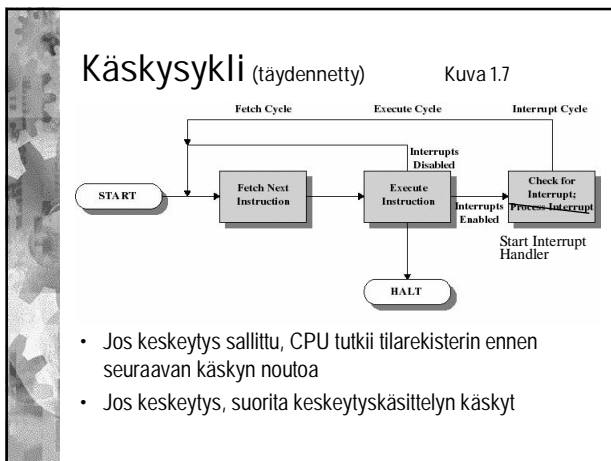 Käskysykli (täydennetty) Kuva 1.7
Fetch Cycle Execute Cycle Interrupt Cycle
Interrupts
Disabled
START
Fetch Next
Instruction
Execute
Instruction
Interrupts
Enabled
Check for
Interrupt;
Process Interrupt
Start Interrupt
Handler
HALT
• Jos keskeytys sallittu, CPU tutkii tilarekisterin ennen
seuraavan käskyn noutoa
• Jos keskeytys, suorita keskeytyskäsittelyn käskyt